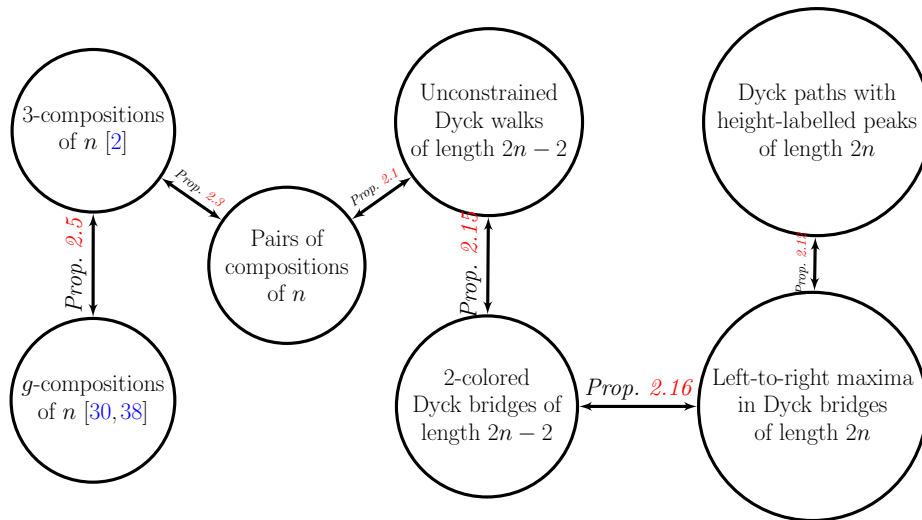 3-compositions
of n [2]
Prop. 2.3
Prop. 2.5
g-compositions
of n [30, 38]
Pairs of
compositions
of n
Prop. 2.1
Unconstrained
Dyck walks
of length 2n − 2
Prop. 2.15
2-colored
Dyck bridges of
length 2n − 2
Prop. 2.16
Dyck paths with
height-labelled peaks
of length 2n
Prop.
Left-to-right maxima
in Dyck bridges
of length 2n